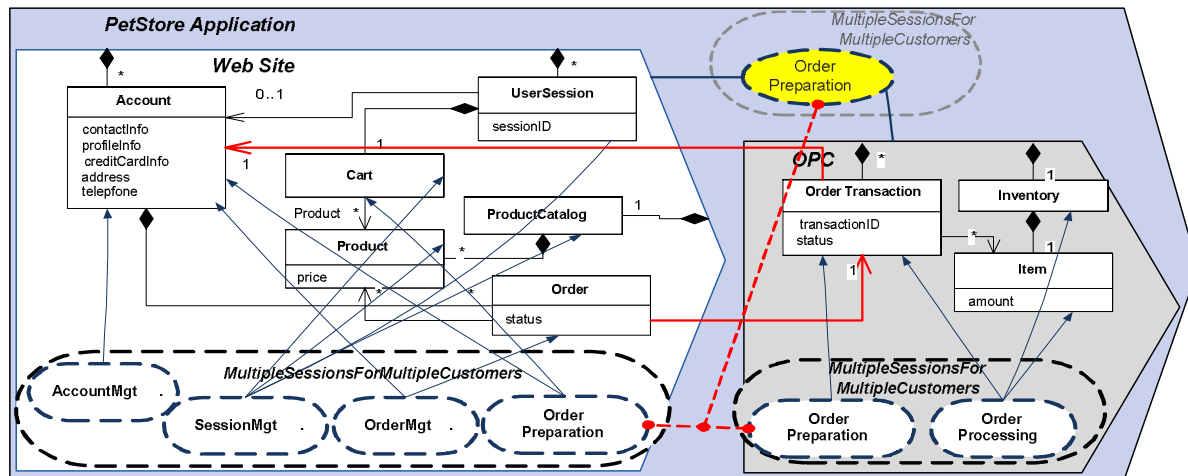 PetStore Application
MultipleSessionsFor
MultipleCustomers
Web Site
Order
Preparation
*
*
Account
0..1
UserSession
contactInfo
profileInfo
creditCardInfo
address
telepfone
sessionID
1
1
Cart
Product
*
ProductCatalog
1
Product
*
price
*
*
Order
status
OPC
*
1
Order Transaction
Inventory
transactionID
status
*
1
1
Item
amount
MultipleSessionsForMultipleCustomers
AccountMgt .
SessionMgt .
OrderMgt .
Order
Preparation
MultipleSessionsFor
MultipleCustomers
Order
Preparation
Order
Processing